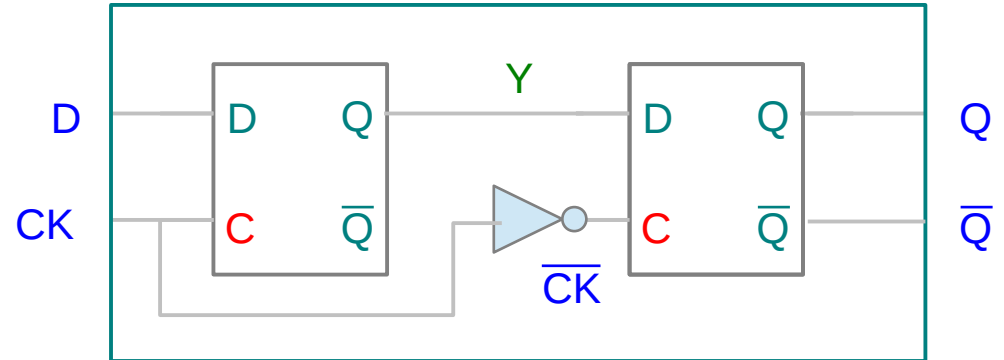 Y
D D Q D Q Q
CK C Q̅ C Q̅ Q̅
C̅K̅